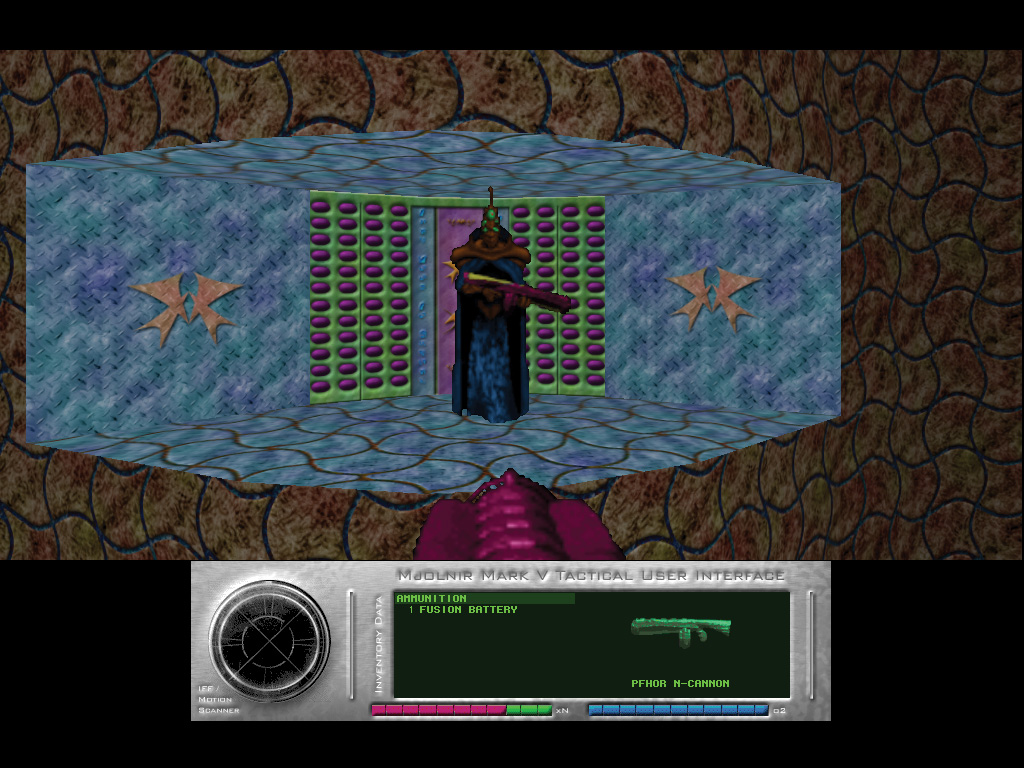 Mjolnir Mark V Tactical User Interface
Inventory Data
AMMUNITION
1 FUSION BATTERY
PFHOR N-CANNON
IFF /
Motion
Scanner
xN
o2